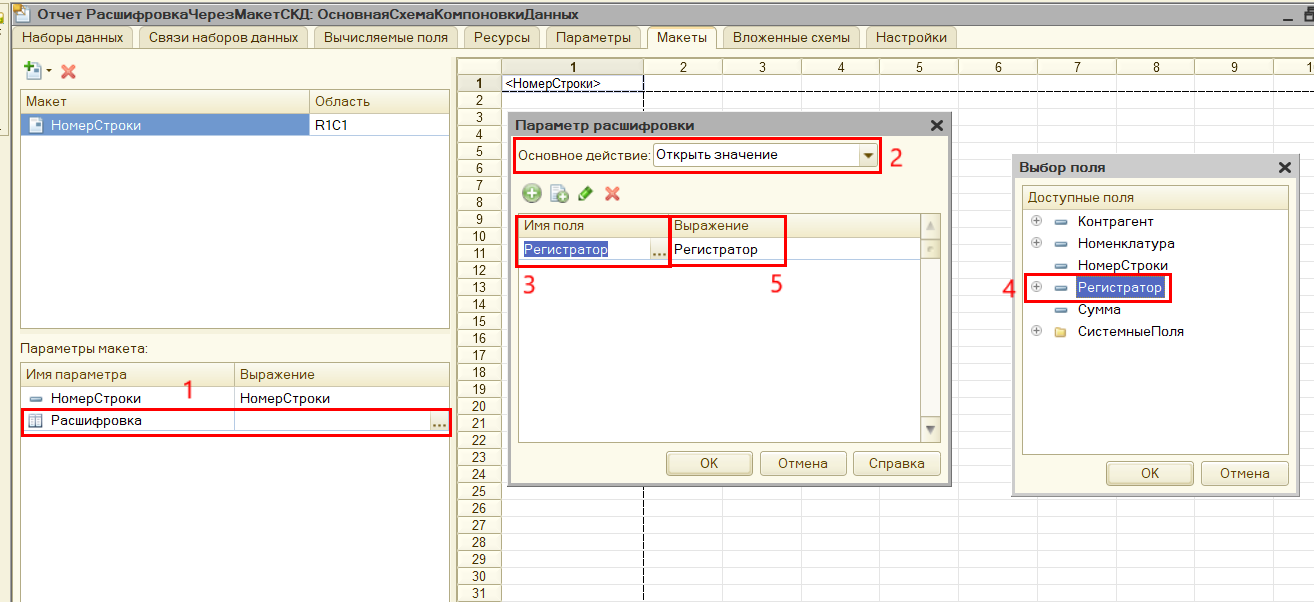 Отчет РасшифровкаЧерезМакетСКД: ОсновнаяСхемаКомпоновкиДанных
Наборы данных Связи наборов данных Вычисляемые поля Ресурсы Параметры Макеты Вложенные схемы Настройки
Макет Область
НомерСтроки R1C1
Параметры макета:
Имя параметра Выражение
1
НомерСтроки НомерСтроки
Расшифровка ...
1 2 3 4 5 6 7 8 9 10
1 <НомерСтроки>
2
3
4
5
6
7
8
9
10
11
12
13
14
15
16
17
18
19
20
21
22
23
24
25
26
27
28
29
30
31
Параметр расшифровки
Основное действие: Открыть значение 2
Имя поля Выражение
Регистратор ... Регистратор
3 5
OK Отмена Справка
Выбор поля
Доступные поля
Контрагент
Номенклатура
НомерСтроки
4 Регистратор
Сумма
СистемныеПоля
OK Отмена